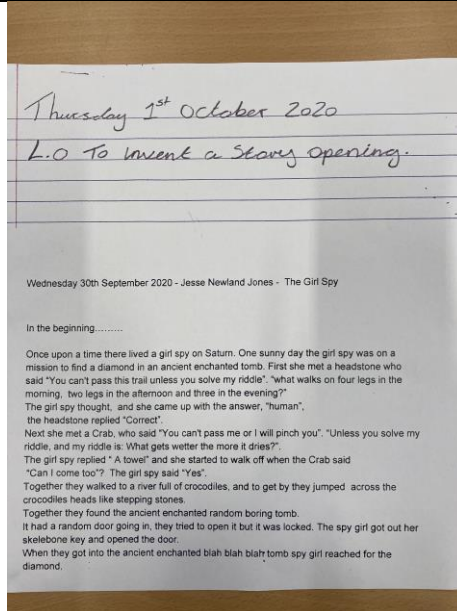 Thursday 1st October 2020
L.O To invent a Story opening.
Wednesday 30th September 2020 - Jesse Newland Jones - The Girl Spy
In the beginning.........
Once upon a time there lived a girl spy on Saturn. One sunny day the girl spy was on a
mission to find a diamond in an ancient enchanted tomb. First she met a headstone who
said "You can't pass this trail unless you solve my riddle". "what walks on four legs in the
morning, two legs in the afternoon and three in the evening?"
The girl spy thought, and she came up with the answer, "human",
the headstone replied "Correct".
Next she met a Crab, who said "You can't pass me or I will pinch you". "Unless you solve my
riddle, and my riddle is: What gets wetter the more it dries?".
The girl spy replied " A towel" and she started to walk off when the Crab said
"Can I come too"? The girl spy said "Yes".
Together they walked to a river full of crocodiles, and to get by they jumped across the
crocodiles heads like stepping stones.
Together they found the ancient enchanted random boring tomb.
It had a random door going in, they tried to open it but it was locked. The spy girl got out her
skelebone key and opened the door.
When they got into the ancient enchanted blah blah blah tomb spy girl reached for the
diamond.